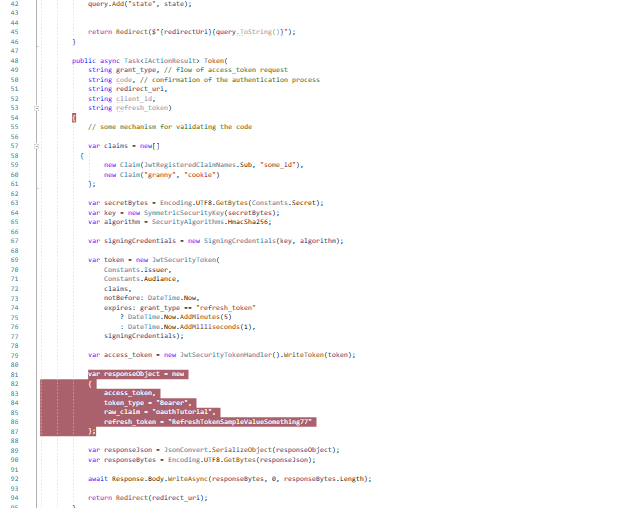 42 query.Add("state", state);
43
44
45 return Redirect($"{redirectUri}{query.ToString()}");
46 }
47
48 public async Task<IActionResult> Token(
49 string grant_type, // flow of access_token request
50 string code, // confirmation of the authentication process
51 string redirect_uri,
52 string client_id,
53 string refresh_token)
54 {
55 // some mechanism for validating the code
56
57 var claims = new[]
58 {
59 new Claim(JwtRegisteredClaimNames.Sub, "some_id"),
60 new Claim("granny", "cookie")
61 };
62
63 var secretBytes = Encoding.UTF8.GetBytes(Constants.Secret);
64 var key = new SymmetricSecurityKey(secretBytes);
65 var algorithm = SecurityAlgorithms.HmacSha256;
66
67 var signingCredentials = new SigningCredentials(key, algorithm);
68
69 var token = new JwtSecurityToken(
70 Constants.Issuer,
71 Constants.Audiance,
72 claims,
73 notBefore: DateTime.Now,
74 expires: grant_type == "refresh_token"
75 ? DateTime.Now.AddMinutes(5)
76 : DateTime.Now.AddMilliseconds(1),
77 signingCredentials);
78
79 var access_token = new JwtSecurityTokenHandler().WriteToken(token);
80
81 var responseObject = new
82 {
83 access_token,
84 token_type = "Bearer",
85 raw_claim = "oauthTutorial",
86 refresh_token = "RefreshTokenSampleValueSomething77"
87 };
88
89 var responseJson = JsonConvert.SerializeObject(responseObject);
90 var responseBytes = Encoding.UTF8.GetBytes(responseJson);
91
92 await Response.Body.WriteAsync(responseBytes, 0, responseBytes.Length);
93
94 return Redirect(redirect_uri);
95 }